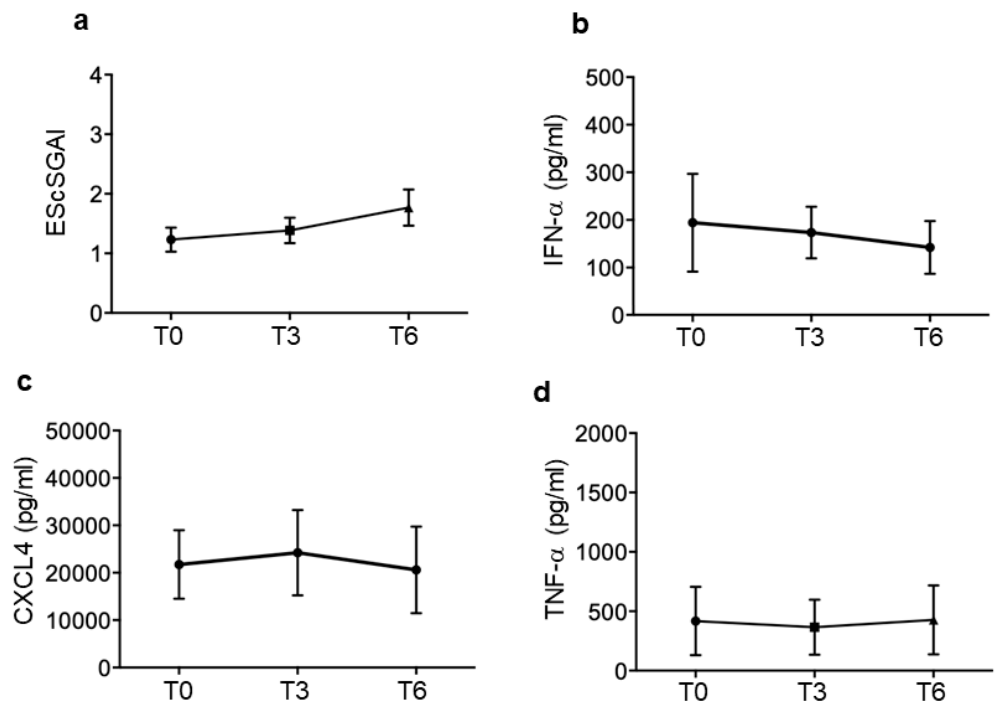 a
EScSGAI
4
3
2
1
0
T0 T3 T6
b
IFN-α (pg/ml)
500
400
300
200
100
0
T0 T3 T6
c
CXCL4 (pg/ml)
50000
40000
30000
20000
10000
0
T0 T3 T6
d
TNF-α (pg/ml)
2000
1500
1000
500
0
T0 T3 T6